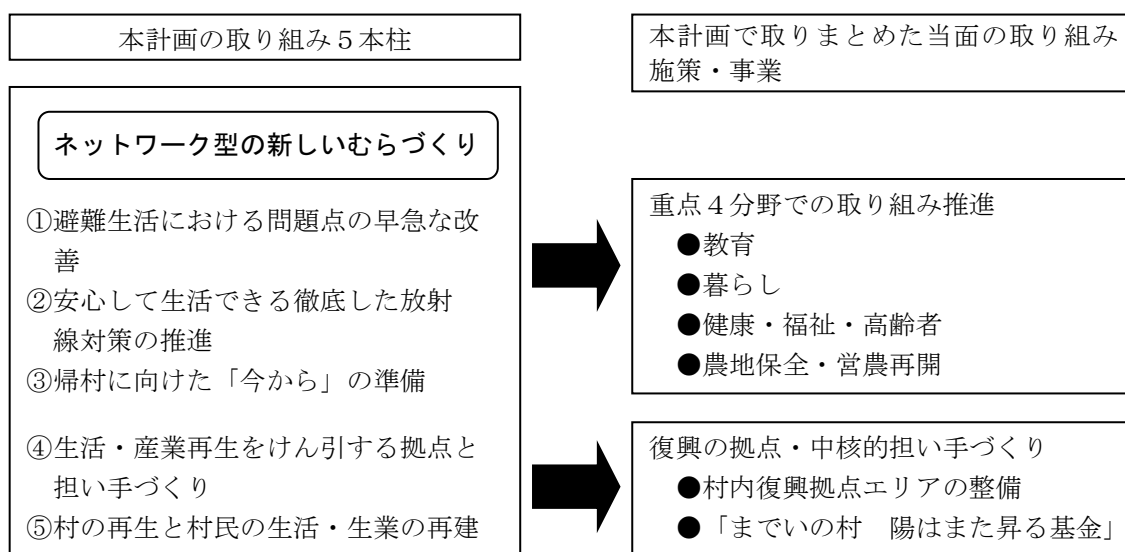 本計画の取り組み５本柱
ネットワーク型の新しいむらづくり
①避難生活における問題点の早急な改
善
②安心して生活できる徹底した放射
線対策の推進
③帰村に向けた「今から」の準備
④生活・産業再生をけん引する拠点と
担い手づくり
⑤村の再生と村民の生活・生業の再建
本計画で取りまとめた当面の取り組み
施策・事業
重点４分野での取り組み推進
●教育
●暮らし
●健康・福祉・高齢者
●農地保全・営農再開
復興の拠点・中核的担い手づくり
●村内復興拠点エリアの整備
●「までいの村　陽はまた昇る基金」